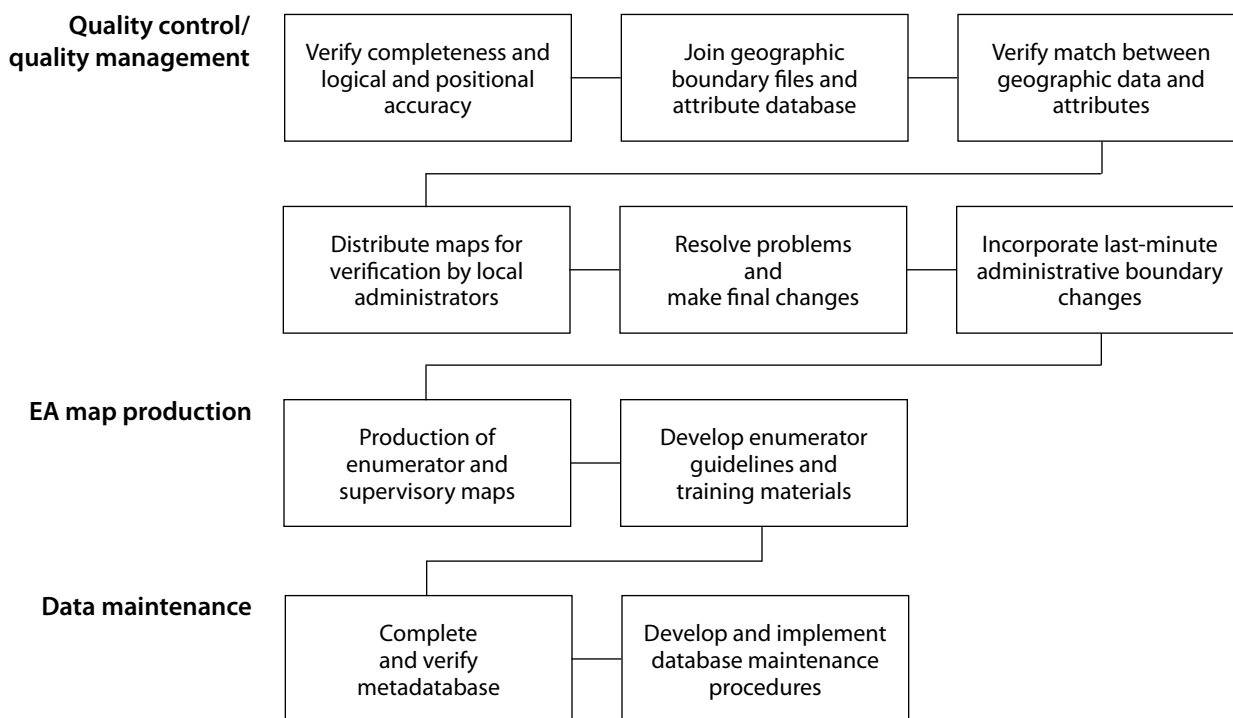 Quality control/
quality management
Verify completeness and
logical and positional
accuracy
Join geographic
boundary files and
attribute database
Verify match between
geographic data and
attributes
Distribute maps for
verification by local
administrators
Resolve problems
and
make final changes
Incorporate last-minute
administrative boundary
changes
EA map production
Production of
enumerator and
supervisory maps
Develop enumerator
guidelines and
training materials
Data maintenance
Complete
and verify
metadatabase
Develop and implement
database maintenance
procedures